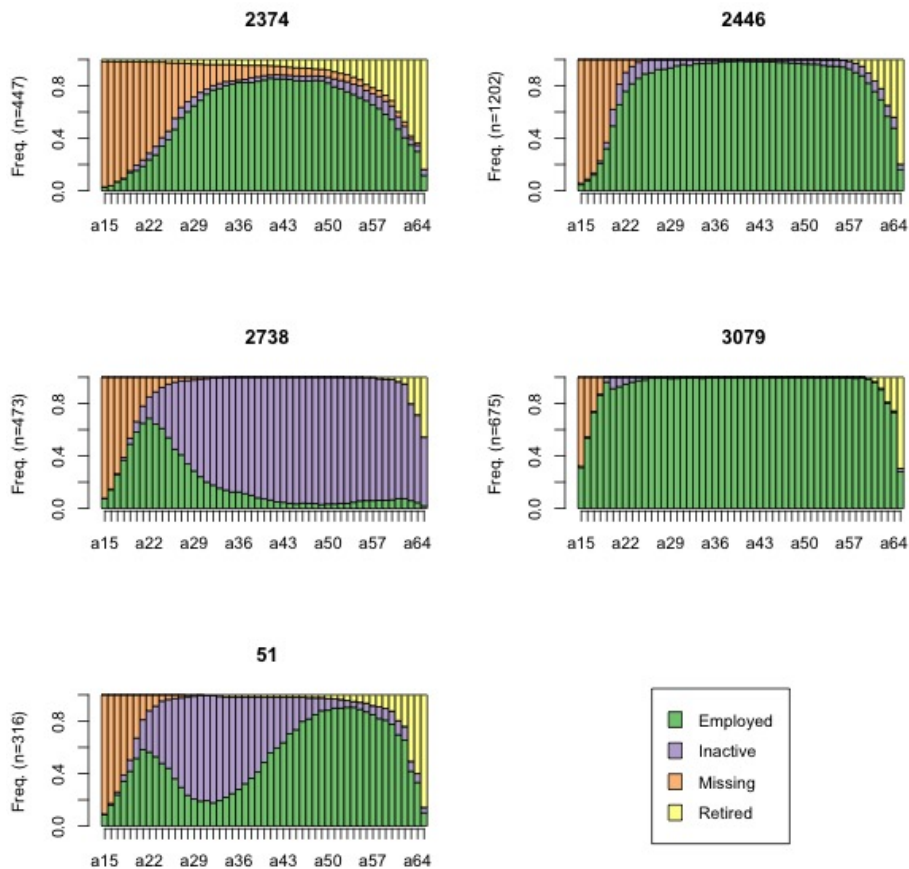 2374
Freq. (n=447)
0.0 0.4 0.8
a15 a22 a29 a36 a43 a50 a57 a64
2446
Freq. (n=1202)
0.0 0.4 0.8
a15 a22 a29 a36 a43 a50 a57 a64
2738
Freq. (n=473)
0.0 0.4 0.8
a15 a22 a29 a36 a43 a50 a57 a64
3079
Freq. (n=675)
0.0 0.4 0.8
a15 a22 a29 a36 a43 a50 a57 a64
51
Freq. (n=316)
0.0 0.4 0.8
a15 a22 a29 a36 a43 a50 a57 a64
Employed
Inactive
Missing
Retired